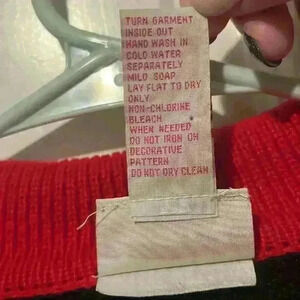 TURN GARMENT
INSIDE OUT
HAND WASH IN
COLD WATER
SEPARATELY
MILD SOAP
LAY FLAT TO DRY
ONLY
NON-CHLORINE
BLEACH
WHEN NEEDED
DO NOT IRON ON
DECORATIVE
PATTERN
DO NOT DRY CLEAN